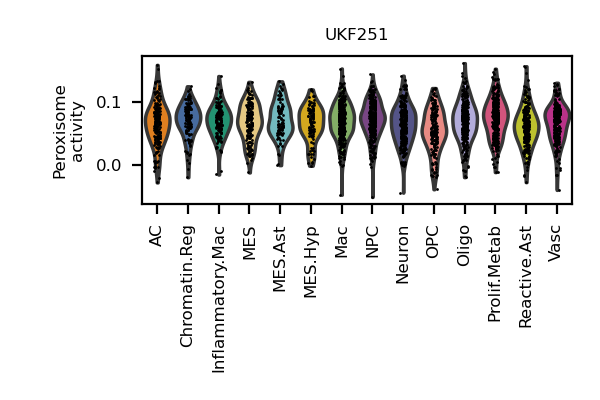 UKF251
Peroxisome
activity
0.1
0.0
AC
Chromatin.Reg
Inflammatory.Mac
MES
MES.Ast
MES.Hyp
Mac
NPC
Neuron
OPC
Oligo
Prolif.Metab
Reactive.Ast
Vasc